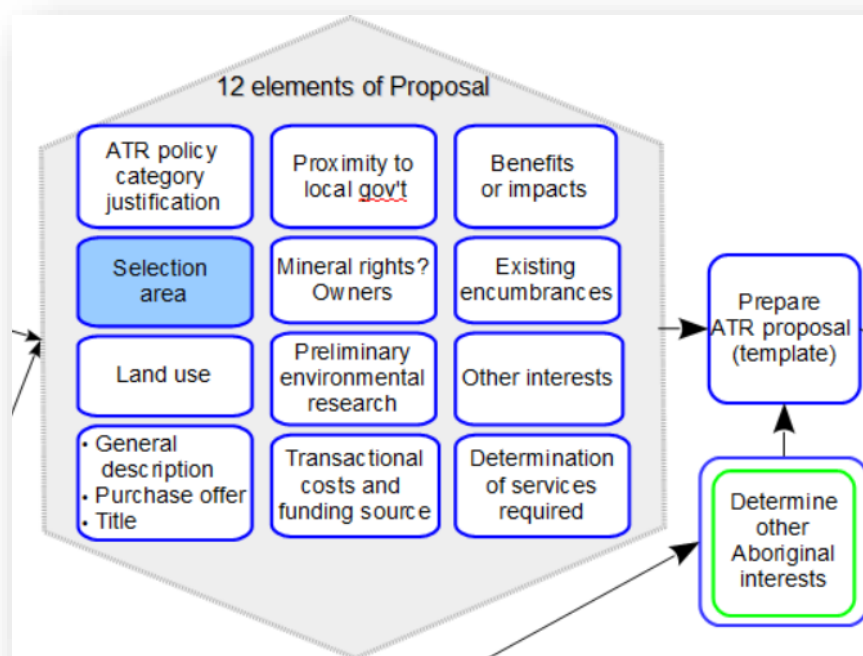 12 elements of Proposal
ATR policy
category
justification
Proximity to
local gov't
Benefits
or impacts
Selection
area
Mineral rights?
Owners
Existing
encumbrances
Land use
Preliminary
environmental
research
Other interests
• General
description
• Purchase offer
• Title
Transactional
costs and
funding source
Determination
of services
required
Prepare
ATR proposal
(template)
Determine
other
Aboriginal
interests